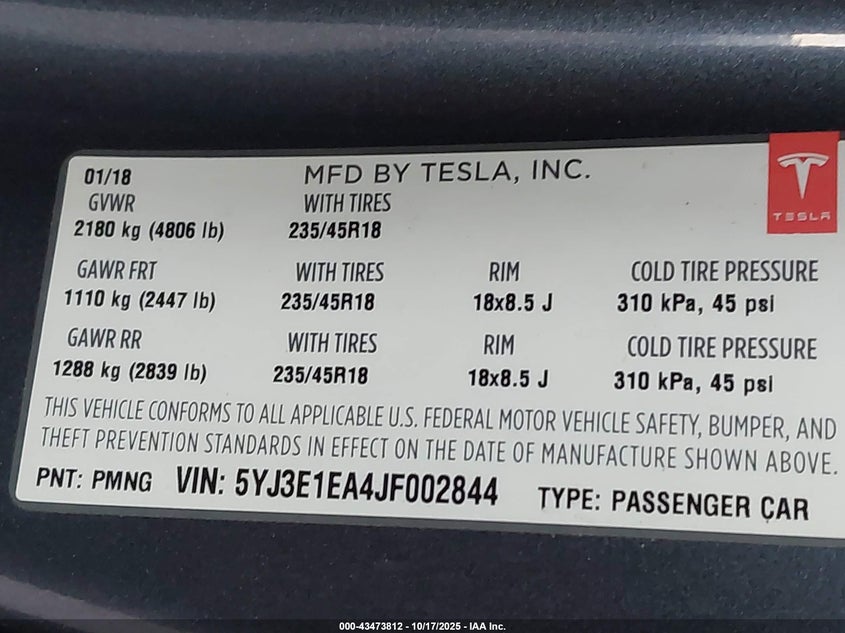 01/18 MFD BY TESLA, INC.
TESLA
GVWR WITH TIRES
2180 kg (4806 lb) 235/45R18
GAWR FRT WITH TIRES RIM COLD TIRE PRESSURE
1110 kg (2447 lb) 235/45R18 18x8.5 J 310 kPa, 45 psi
GAWR RR WITH TIRES RIM COLD TIRE PRESSURE
1288 kg (2839 lb) 235/45R18 18x8.5 J 310 kPa, 45 psi
THIS VEHICLE CONFORMS TO ALL APPLICABLE U.S. FEDERAL MOTOR VEHICLE SAFETY, BUMPER, AND
THEFT PREVENTION STANDARDS IN EFFECT ON THE DATE OF MANUFACTURE SHOWN ABOVE.
PNT: PMNG VIN: 5YJ3E1EA4JF002844 TYPE: PASSENGER CAR
000-43473812 - 10/17/2025 - IAA Inc.